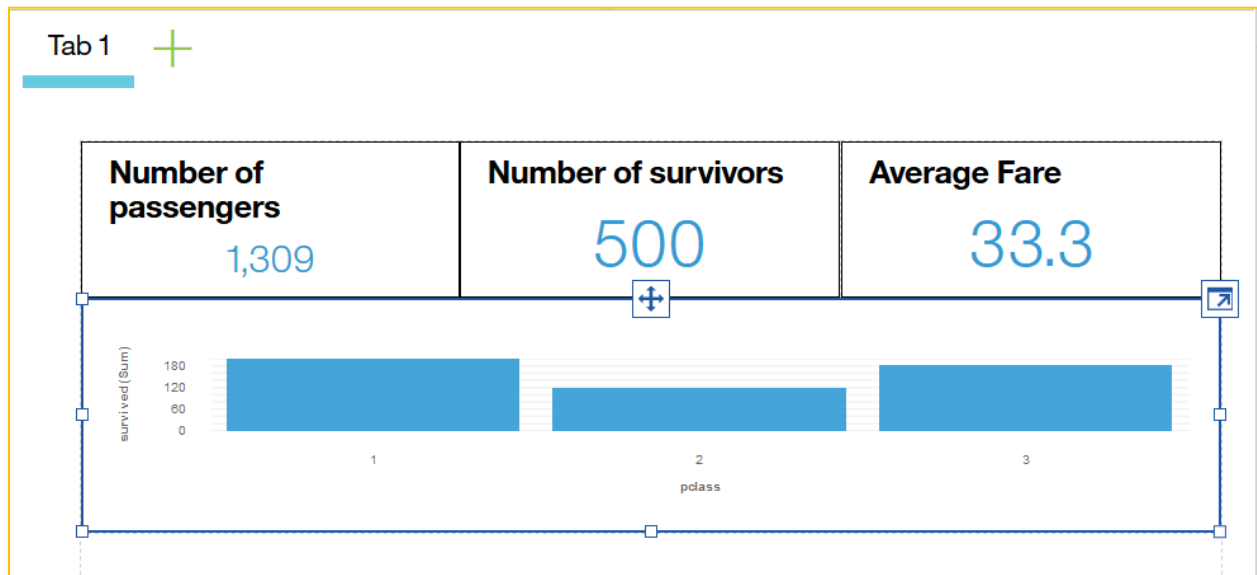 Tab 1
Number of
passengers
1,309
Number of survivors
500
Average Fare
33.3
survived (Sum)
180
120
60
0
1
2
3
pclass